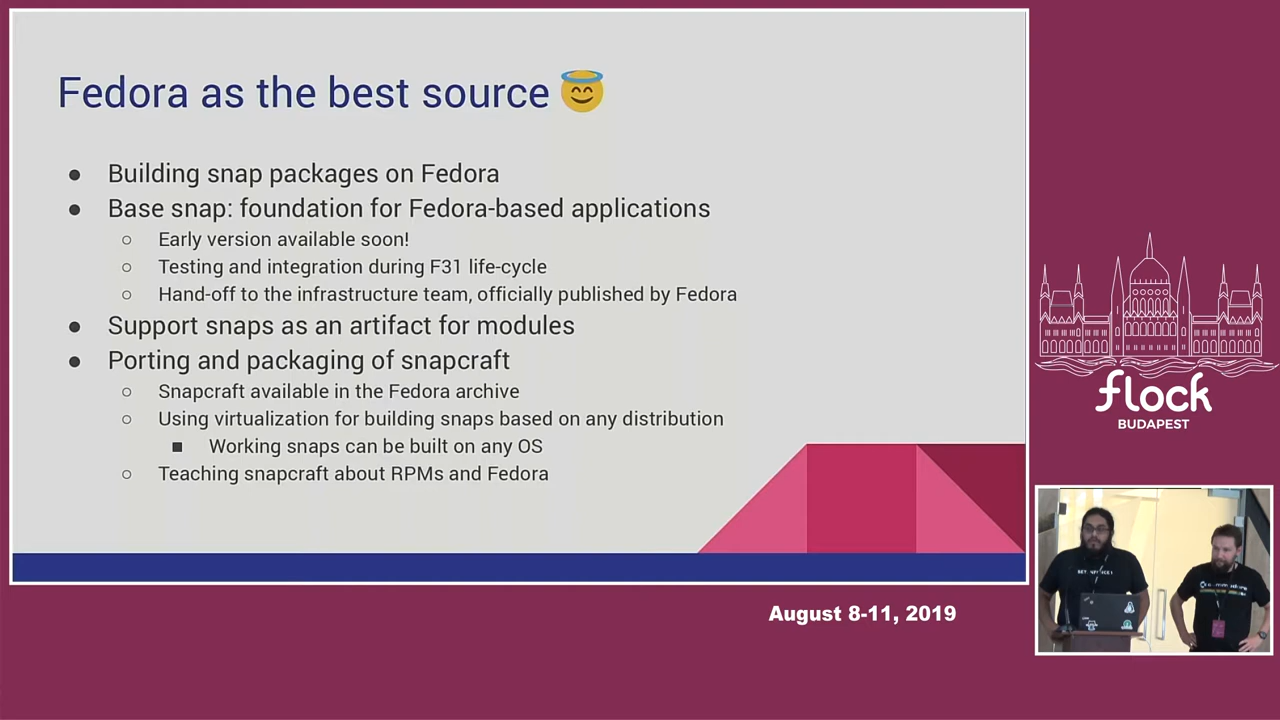 Fedora as the best source 😇
● Building snap packages on Fedora
● Base snap: foundation for Fedora-based applications
○ Early version available soon!
○ Testing and integration during F31 life-cycle
○ Hand-off to the infrastructure team, officially published by Fedora
● Support snaps as an artifact for modules
● Porting and packaging of snapcraft
○ Snapcraft available in the Fedora archive
○ Using virtualization for building snaps based on any distribution
■ Working snaps can be built on any OS
○ Teaching snapcraft about RPMs and Fedora
flock
BUDAPEST
August 8-11, 2019